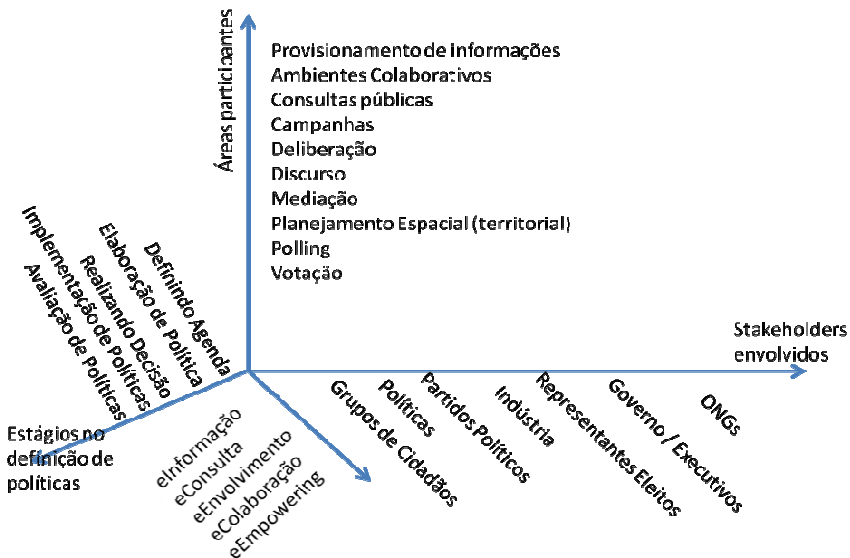 Áreas participantes
Provisionamento de informações
Ambientes Colaborativos
Consultas públicas
Campanhas
Deliberação
Discurso
Mediação
Planejamento Espacial (territorial)
Polling
Votação
Definindo Agenda
Elaboração de Política
Realizando Decisão
Implementação de Políticas
Avaliação de Políticas
Estágios no
definição de
políticas
eInformação
eConsulta
eEnvolvimento
eColaboração
eEmpowering
Stakeholders
envolvidos
Grupos de Cidadãos
Políticas
Partidos Políticos
Indústria
Representantes Eleitos
Governo / Executivos
ONGs